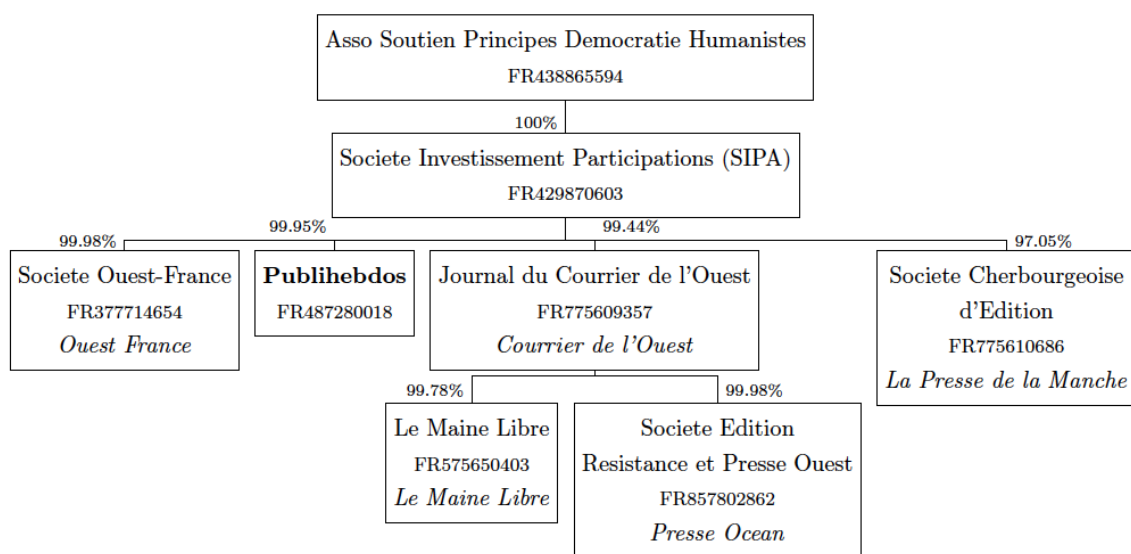 Asso Soutien Principes Democratie Humanistes
FR438865594
100%
Societe Investissement Participations (SIPA)
FR429870603
99.98%
99.95%
99.44%
97.05%
Societe Ouest-France
FR377714654
Ouest France
Publihebdos
FR487280018
Journal du Courrier de l'Ouest
FR775609357
Courrier de l'Ouest
Societe Cherbourgeoise
d'Edition
FR775610686
La Presse de la Manche
99.78%
99.98%
Le Maine Libre
FR575650403
Le Maine Libre
Societe Edition
Resistance et Presse Ouest
FR857802862
Presse Ocean